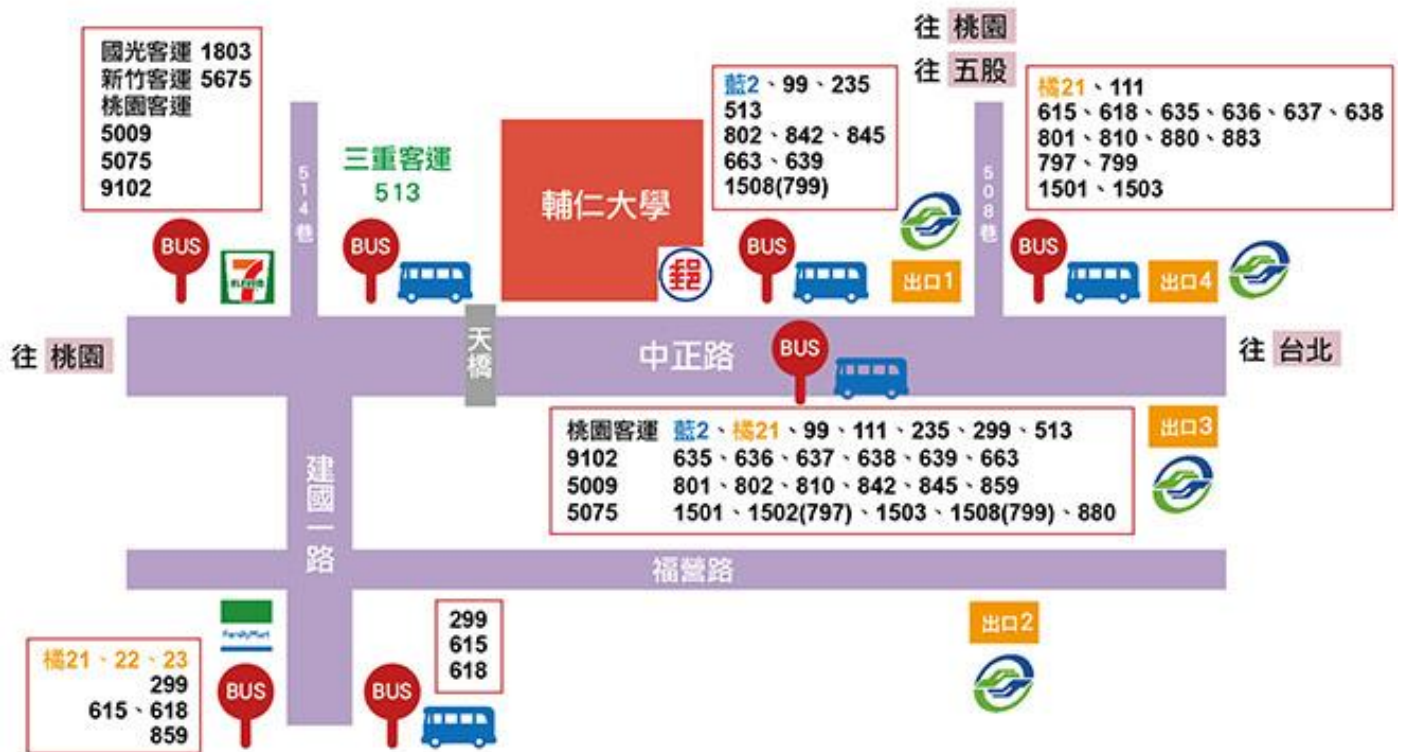 往 桃園
往 五股
國光客運 1803
新竹客運 5675
桃園客運
5009
5075
9102
514巷
三重客運
513
輔仁大學
藍2、99、235
513
802、842、845
663、639
1508(799)
508巷
橘21、111
615、618、635、636、637、638
801、810、880、883
797、799
1501、1503
BUS
7
ELEVEn
BUS
郵
BUS
出口1
BUS
出口4
往 桃園
天橋
中正路
BUS
往 台北
桃園客運 藍2、橘21、99、111、235、299、513
9102 635、636、637、638、639、663
5009 801、802、810、842、845、859
5075 1501、1502(797)、1503、1508(799)、880
出口3
建國一路
福營路
FamilyMart
橘21、22、23
299
615、618
859
BUS
BUS
299
615
618
出口2